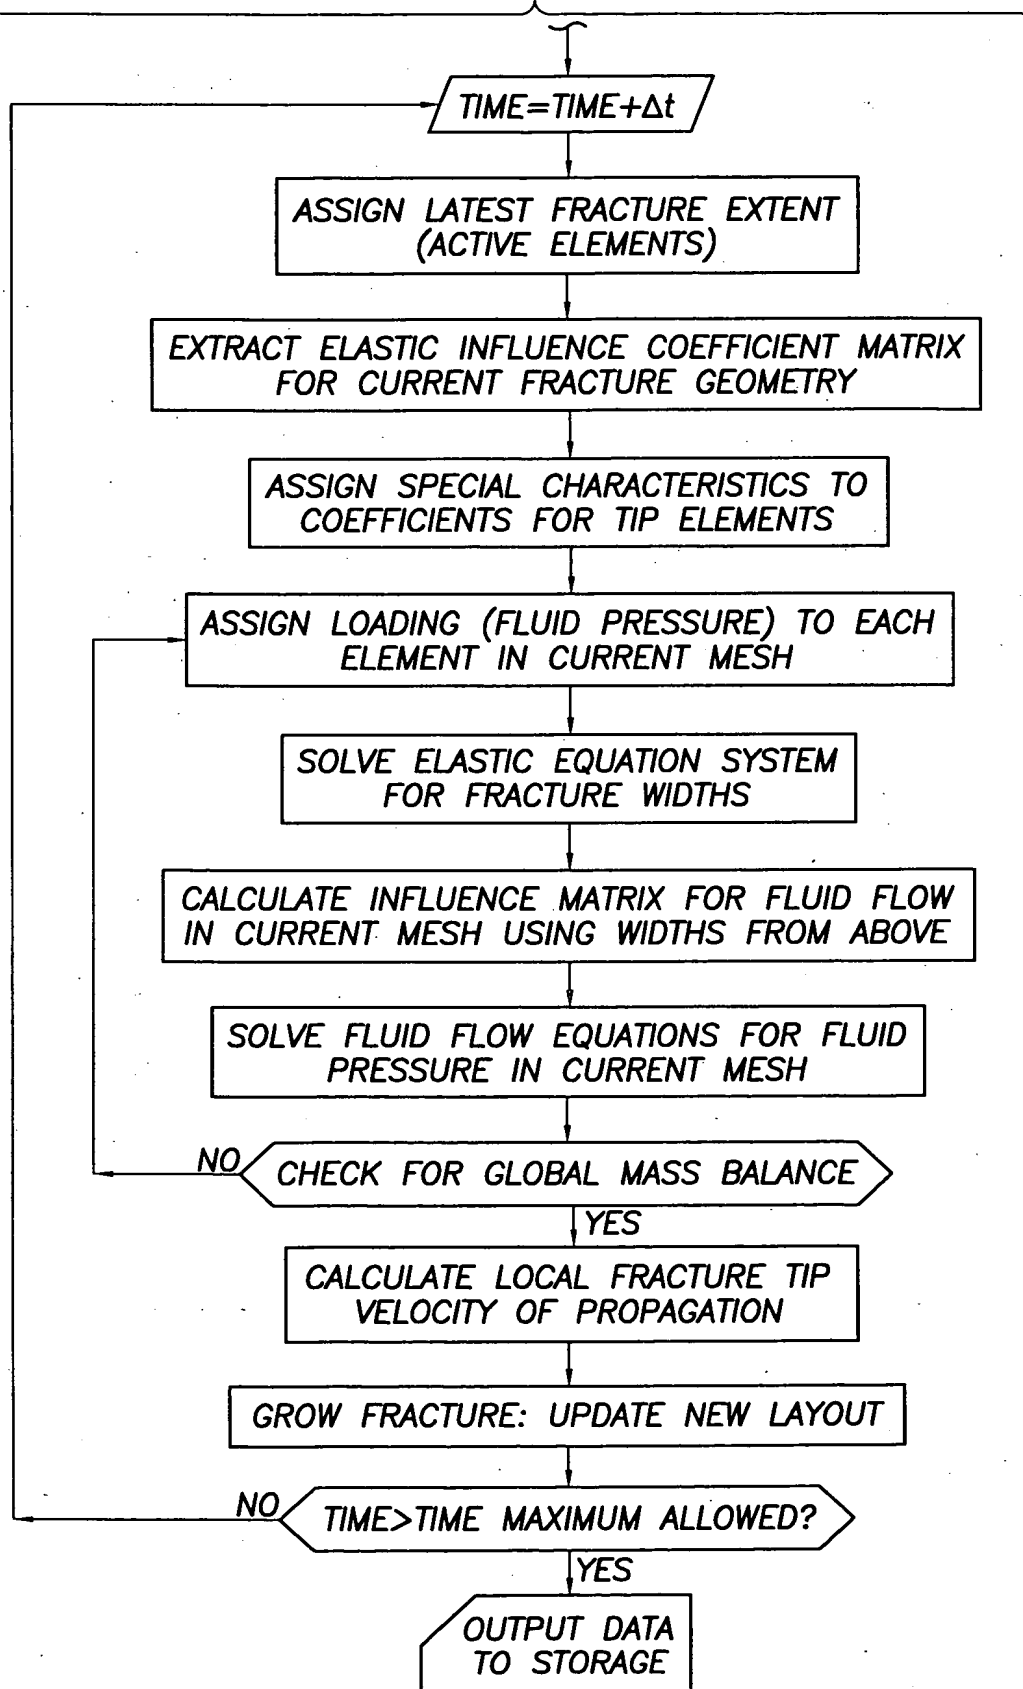 TIME=TIME+Δt
ASSIGN LATEST FRACTURE EXTENT
(ACTIVE ELEMENTS)
EXTRACT ELASTIC INFLUENCE COEFFICIENT MATRIX
FOR CURRENT FRACTURE GEOMETRY
ASSIGN SPECIAL CHARACTERISTICS TO
COEFFICIENTS FOR TIP ELEMENTS
ASSIGN LOADING (FLUID PRESSURE) TO EACH
ELEMENT IN CURRENT MESH
SOLVE ELASTIC EQUATION SYSTEM
FOR FRACTURE WIDTHS
CALCULATE INFLUENCE MATRIX FOR FLUID FLOW
IN CURRENT MESH USING WIDTHS FROM ABOVE
SOLVE FLUID FLOW EQUATIONS FOR FLUID
PRESSURE IN CURRENT MESH
NO
CHECK FOR GLOBAL MASS BALANCE
YES
CALCULATE LOCAL FRACTURE TIP
VELOCITY OF PROPAGATION
GROW FRACTURE: UPDATE NEW LAYOUT
NO
TIME>TIME MAXIMUM ALLOWED?
YES
OUTPUT DATA
TO STORAGE